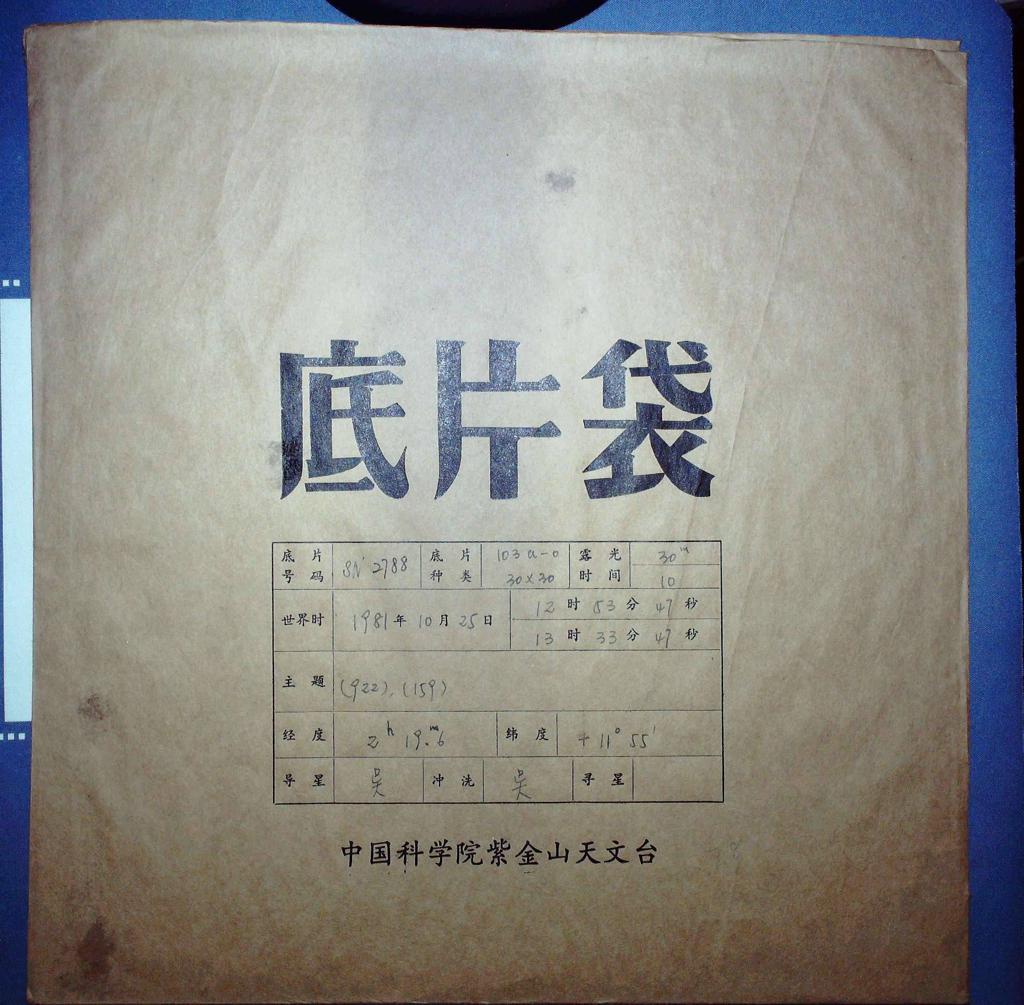 底片袋
底片号码 SN 2788 底片种类 103a-0 30×30 露光时间 30ᵐ 10
世界时 1981年10月25日 12时53分47秒
13时33分47秒
主题 (922), (159)
经度 2ʰ 19.ᵐ6 纬度 +11°55′
导星 吴 冲洗 吴 寻星
中国科学院紫金山天文台